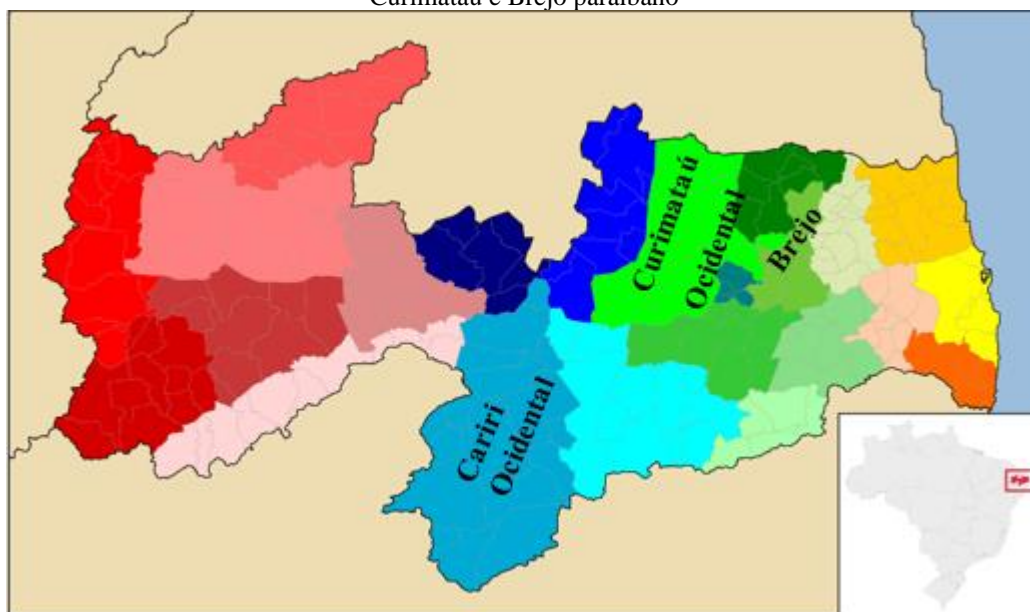 Curimataú e Brejo paraibano
Curimataú
Ocidental
Brejo
Cariri
Ocidental